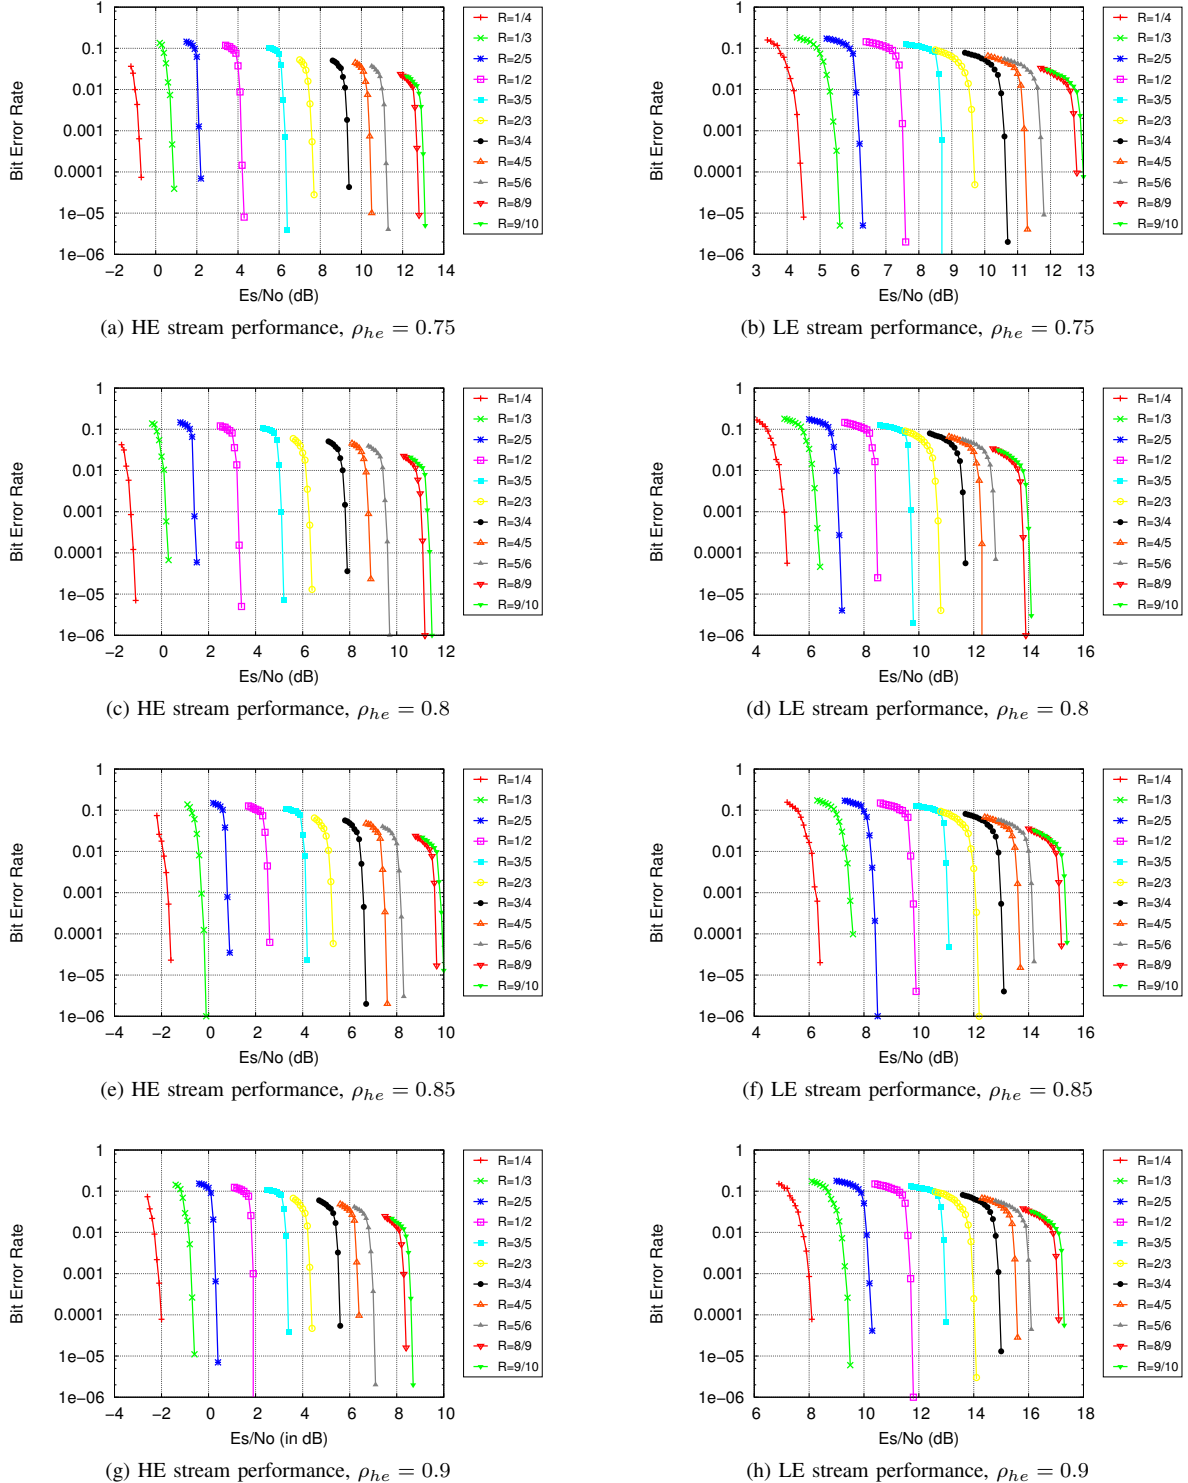 1
0.1
0.01
0.001
0.0001
1e-05
1e-06
Bit Error Rate
−2 0 2 4 6 8 10 12 14
Es/No (dB)
R=1/4
R=1/3
R=2/5
R=1/2
R=3/5
R=2/3
R=3/4
R=4/5
R=5/6
R=8/9
R=9/10
(a) HE stream performance, ρhe = 0.75
1
0.1
0.01
0.001
0.0001
1e-05
1e-06
Bit Error Rate
3 4 5 6 7 8 9 10 11 12 13
Es/No (dB)
R=1/4
R=1/3
R=2/5
R=1/2
R=3/5
R=2/3
R=3/4
R=4/5
R=5/6
R=8/9
R=9/10
(b) LE stream performance, ρhe = 0.75
1
0.1
0.01
0.001
0.0001
1e-05
1e-06
Bit Error Rate
−2 0 2 4 6 8 10 12
Es/No (dB)
R=1/4
R=1/3
R=2/5
R=1/2
R=3/5
R=2/3
R=3/4
R=4/5
R=5/6
R=8/9
R=9/10
(c) HE stream performance, ρhe = 0.8
1
0.1
0.01
0.001
0.0001
1e-05
1e-06
Bit Error Rate
4 6 8 10 12 14 16
Es/No (dB)
R=1/4
R=1/3
R=2/5
R=1/2
R=3/5
R=2/3
R=3/4
R=4/5
R=5/6
R=8/9
R=9/10
(d) LE stream performance, ρhe = 0.8
1
0.1
0.01
0.001
0.0001
1e-05
1e-06
Bit Error Rate
−4 −2 0 2 4 6 8 10
Es/No (dB)
R=1/4
R=1/3
R=2/5
R=1/2
R=3/5
R=2/3
R=3/4
R=4/5
R=5/6
R=8/9
R=9/10
(e) HE stream performance, ρhe = 0.85
1
0.1
0.01
0.001
0.0001
1e-05
1e-06
Bit Error Rate
4 6 8 10 12 14 16
Es/No (dB)
R=1/4
R=1/3
R=2/5
R=1/2
R=3/5
R=2/3
R=3/4
R=4/5
R=5/6
R=8/9
R=9/10
(f) LE stream performance, ρhe = 0.85
1
0.1
0.01
0.001
0.0001
1e-05
1e-06
Bit Error Rate
−4 −2 0 2 4 6 8 10
Es/No (in dB)
R=1/4
R=1/3
R=2/5
R=1/2
R=3/5
R=2/3
R=3/4
R=4/5
R=5/6
R=8/9
R=9/10
(g) HE stream performance, ρhe = 0.9
1
0.1
0.01
0.001
0.0001
1e-05
1e-06
Bit Error Rate
6 8 10 12 14 16 18
Es/No (dB)
R=1/4
R=1/3
R=2/5
R=1/2
R=3/5
R=2/3
R=3/4
R=4/5
R=5/6
R=8/9
R=9/10
(h) LE stream performance, ρhe = 0.9